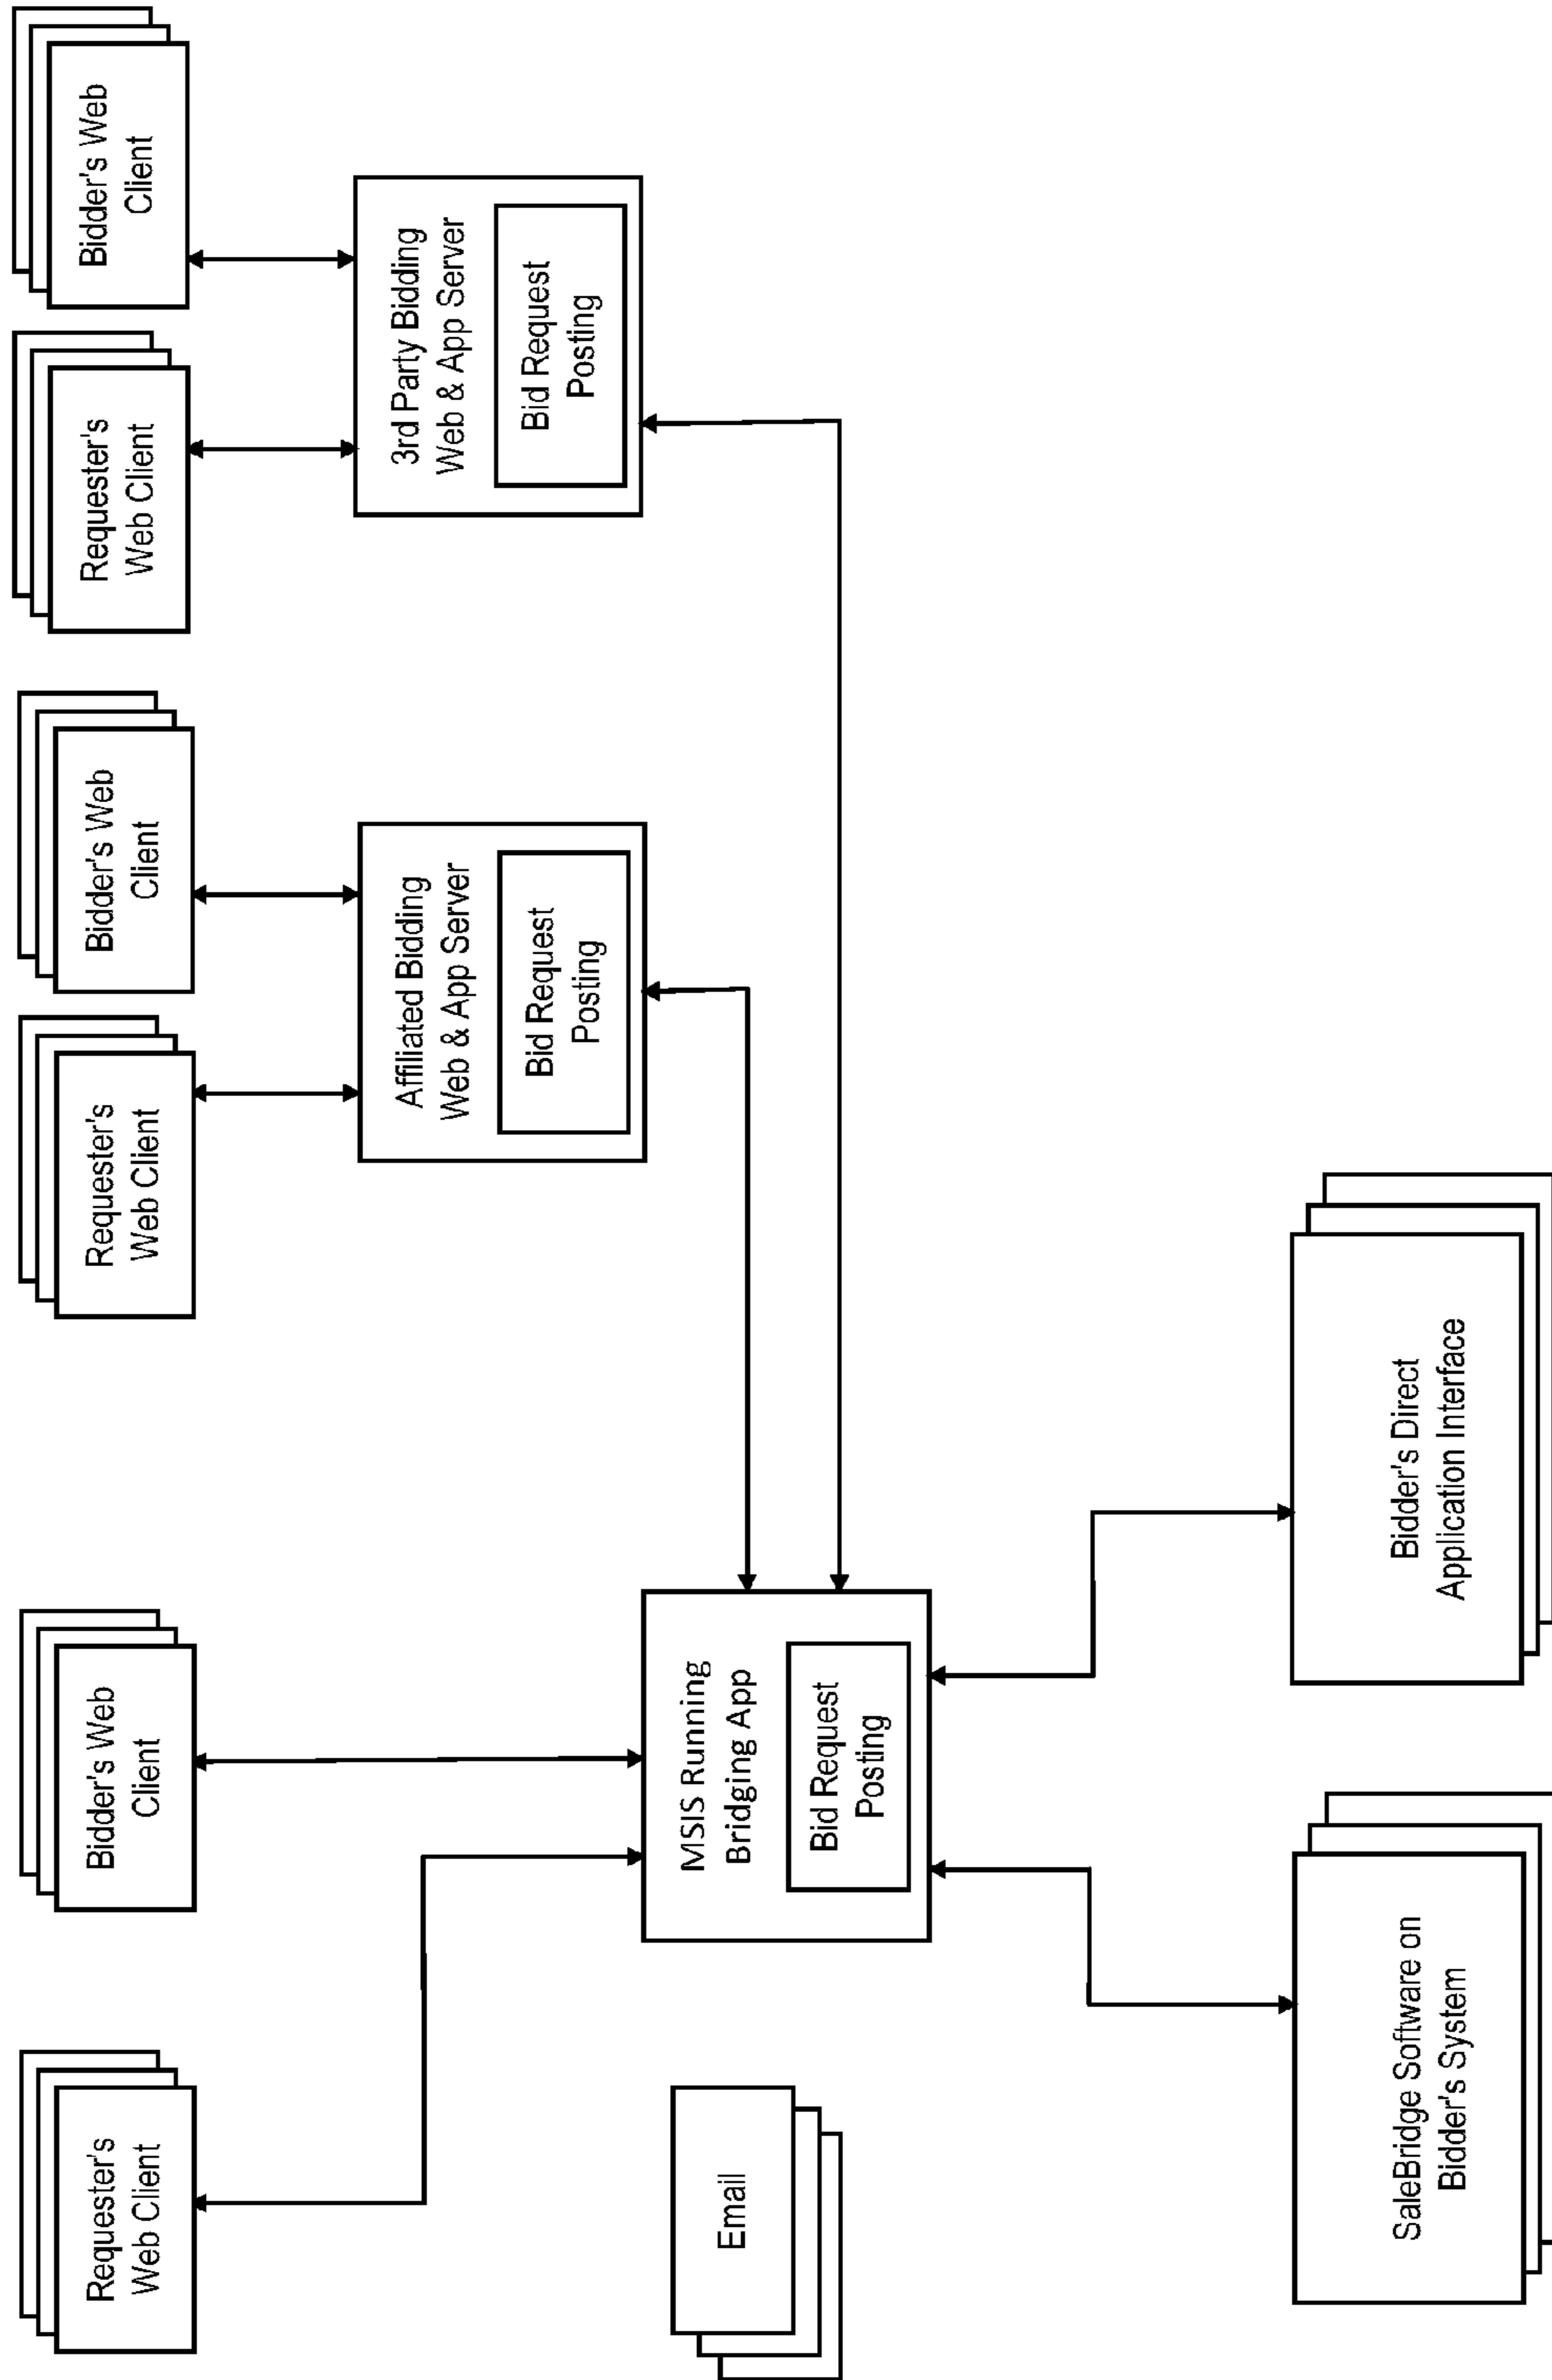 Requester's
Web Client
Bidder's Web
Client
Requester's
Web Client
Bidder's Web
Client
Requester's
Web Client
Bidder's Web
Client
Affiliated Bidding
Web & App Server
Bid Request
Posting
3rd Party Bidding
Web & App Server
Bid Request
Posting
Email
MSIS Running
Bridging App
Bid Request
Posting
SaleBridge Software on
Bidder's System
Bidder's Direct
Application Interface